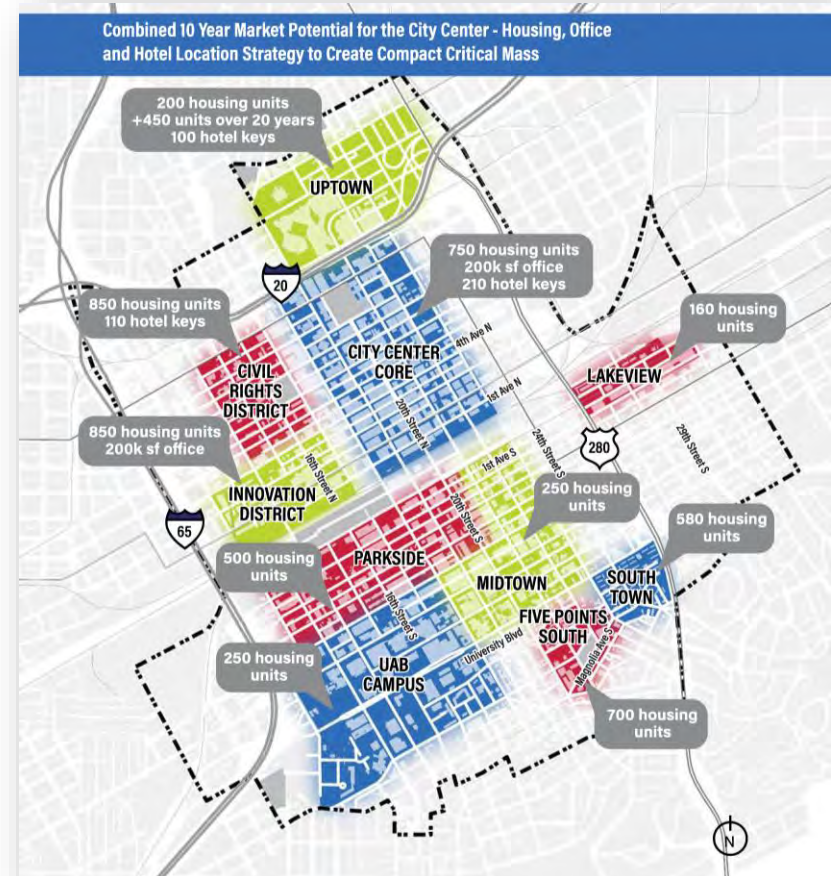 Combined 10 Year Market Potential for the City Center - Housing, Office
and Hotel Location Strategy to Create Compact Critical Mass
200 housing units
+450 units over 20 years
100 hotel keys
UPTOWN
20
750 housing units
200k sf office
210 hotel keys
850 housing units
110 hotel keys
160 housing
units
4th Ave N
CITY CENTER
CORE
CIVIL
RIGHTS
DISTRICT
LAKEVIEW
1st Ave N
20th Street N
24th Street S
29th Street S
280
850 housing units
200k sf office
16th Street N
1st Ave S
INNOVATION
DISTRICT
250 housing
units
65
20th Street S
PARKSIDE
580 housing
units
500 housing
units
MIDTOWN
SOUTH
TOWN
16th Street S
FIVE POINTS
SOUTH
University Blvd
Magnolia Ave S
250 housing
units
UAB
CAMPUS
700 housing
units
N